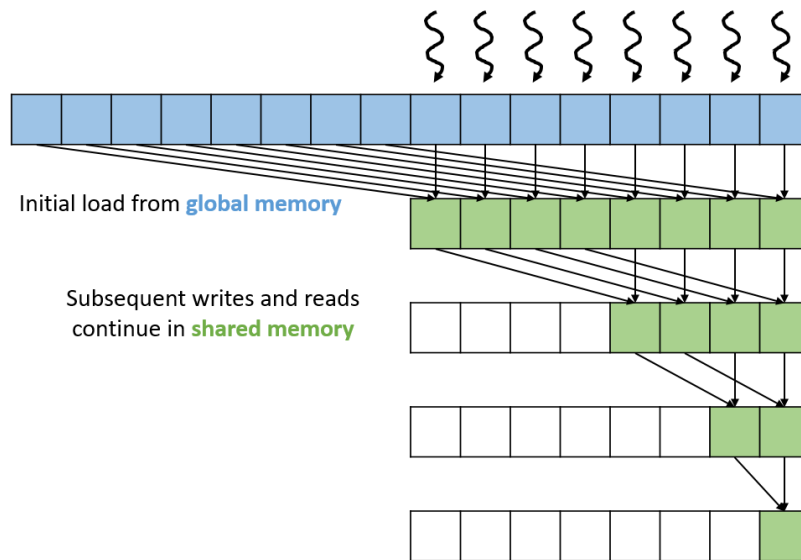 Initial load from global memory
Subsequent writes and reads
continue in shared memory